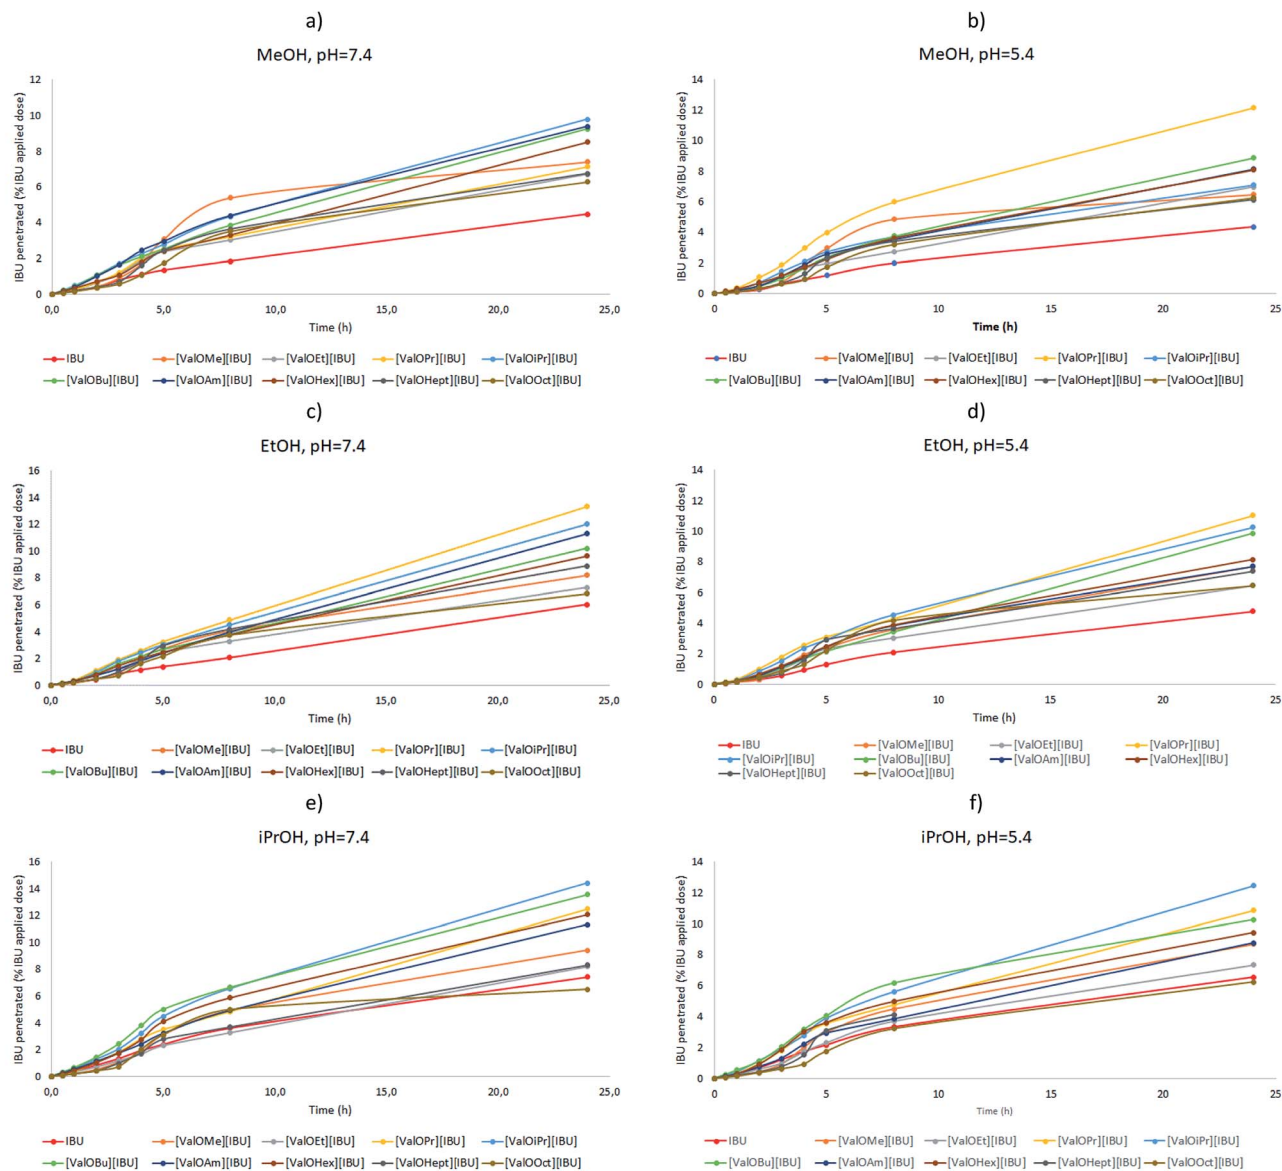 a)
MeOH, pH=7.4
IBU penetrated (% IBU applied dose)
12
10
8
6
4
2
0
0,0 5,0 10,0 15,0 20,0 25,0
Time (h)
IBU [ValOMe][IBU] [ValOEt][IBU] [ValOPr][IBU] [ValOiPr][IBU]
[ValOBu][IBU] [ValOAm][IBU] [ValOHex][IBU] [ValOHept][IBU] [ValOOct][IBU]
b)
MeOH, pH=5.4
IBU penetrated (% IBU applied dose)
14
12
10
8
6
4
2
0
0 5 10 15 20 25
Time (h)
IBU [ValOMe][IBU] [ValOEt][IBU] [ValOPr][IBU] [ValOiPr][IBU]
[ValOBu][IBU] [ValOAm][IBU] [ValOHex][IBU] [ValOHept][IBU] [ValOOct][IBU]
c)
EtOH, pH=7.4
IBU penetrated (% IBU applied dose)
16
14
12
10
8
6
4
2
0
0,0 5,0 10,0 15,0 20,0 25,0
Time (h)
IBU [ValOMe][IBU] [ValOEt][IBU] [ValOPr][IBU] [ValOiPr][IBU]
[ValOBu][IBU] [ValOAm][IBU] [ValOHex][IBU] [ValOHept][IBU] [ValOOct][IBU]
d)
EtOH, pH=5.4
IBU penetrated (% IBU applied dose)
14
12
10
8
6
4
2
0
0 5 10 15 20 25
Time (h)
IBU [ValOMe][IBU] [ValOEt][IBU] [ValOPr][IBU]
[ValOiPr][IBU] [ValOBu][IBU] [ValOAm][IBU] [ValOHex][IBU]
[ValOHept][IBU] [ValOOct][IBU]
e)
iPrOH, pH=7.4
IBU penetrated (% IBU applied dose)
16
14
12
10
8
6
4
2
0
0,0 5,0 10,0 15,0 20,0 25,0
Time (h)
IBU [ValOMe][IBU] [ValOEt][IBU] [ValOPr][IBU] [ValOiPr][IBU]
[ValOBu][IBU] [ValOAm][IBU] [ValOHex][IBU] [ValOHept][IBU] [ValOOct][IBU]
f)
iPrOH, pH=5.4
IBU penetrated (% IBU applied dose)
14
12
10
8
6
4
2
0
0 5 10 15 20 25
Time (h)
IBU [ValOMe][IBU] [ValOEt][IBU] [ValOPr][IBU] [ValOiPr][IBU]
[ValOBu][IBU] [ValOAm][IBU] [ValOHex][IBU] [ValOHept][IBU] [ValOOct][IBU]